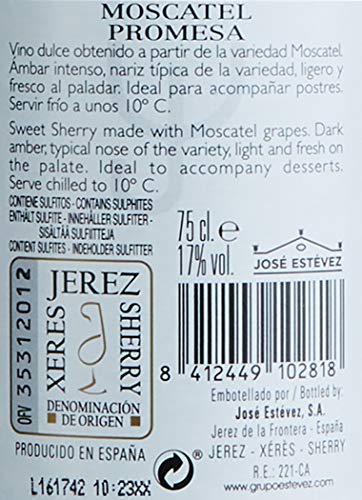 MOSCATEL
PROMESA
Vino dulce obtenido a partir de la variedad Moscatel.
Ámbar intenso, nariz típica de la variedad, ligero y
fresco al paladar. Ideal para acompañar postres.
Servir frío a unos 10° C.
Sweet Sherry made with Moscatel grapes. Dark
amber, typical nose of the variety, light and fresh on
the palate. Ideal to accompany desserts.
Serve chilled to 10° C.
CONTIENE SULFITOS - CONTAINS SULPHITES
ENTHÄLT SULFITE - INNEHÅLLER SULFITER -
SISÄLTÄÄ SULFIITTEJA
CONTENT SULFITES - INDEHOLDER SULFITTER
75 cl. e
17% vol.
JOSÉ ESTÉVEZ
JEREZ
XERES
SHERRY
DENOMINACIÓN
DE ORIGEN
35312012
PRODUCIDO EN ESPAÑA
L161742 10:23XX
8 412449 102818
Embotellado por / Bottled by:
José Estévez, S.A.
Jerez de la Frontera - España
JEREZ - XÉRÈS - SHERRY
R.E.: 221-CA
www.grupoestevez.com